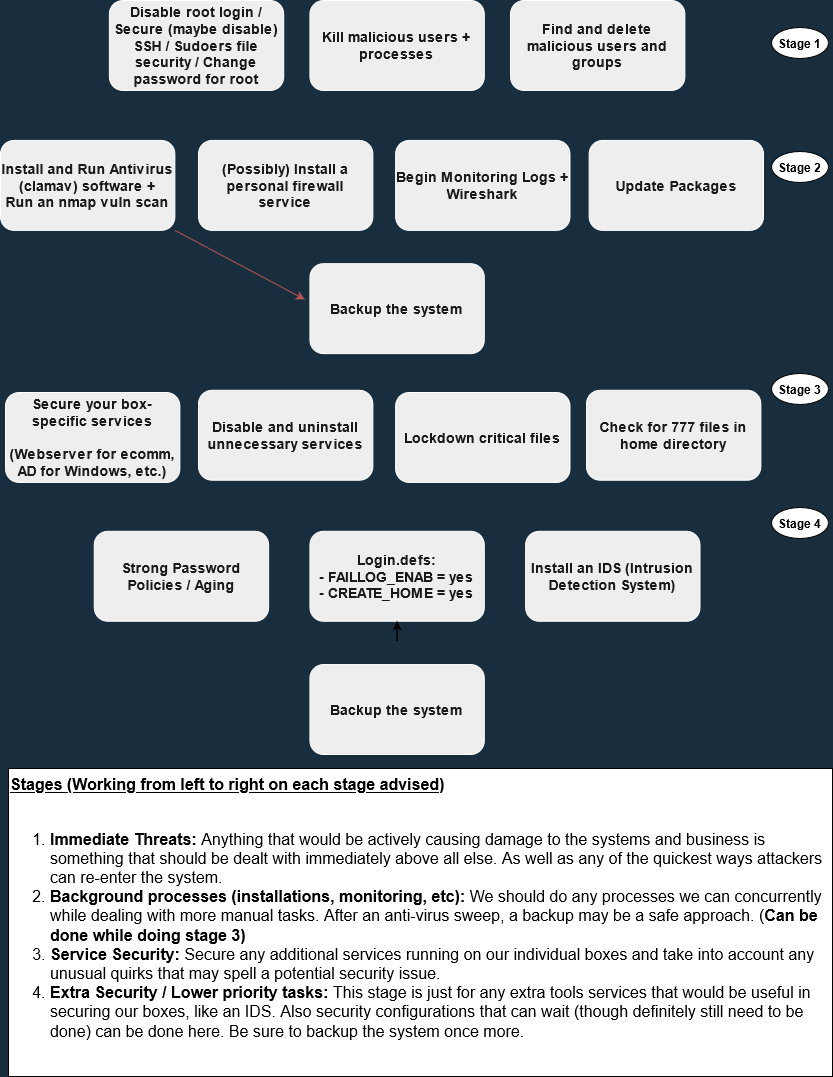 Disable root login /
Secure (maybe disable)
SSH / Sudoers file
security / Change
password for root
Kill malicious users +
processes
Find and delete
malicious users and
groups
Stage 1
Install and Run Antivirus
(clamav) software +
Run an nmap vuln scan
(Possibly) Install a
personal firewall
service
Begin Monitoring Logs +
Wireshark
Update Packages
Stage 2
Backup the system
Stage 3
Secure your box-
specific services
(Webserver for ecomm,
AD for Windows, etc.)
Disable and uninstall
unnecessary services
Lockdown critical files
Check for 777 files in
home directory
Stage 4
Strong Password
Policies / Aging
Login.defs:
- FAILLOG_ENAB = yes
- CREATE_HOME = yes
Install an IDS (Intrusion
Detection System)
Backup the system
Stages (Working from left to right on each stage advised)
1. Immediate Threats: Anything that would be actively causing damage to the systems and business is
something that should be dealt with immediately above all else. As well as any of the quickest ways attackers
can re-enter the system.
2. Background processes (installations, monitoring, etc): We should do any processes we can concurrently
while dealing with more manual tasks. After an anti-virus sweep, a backup may be a safe approach. (Can be
done while doing stage 3)
3. Service Security: Secure any additional services running on our individual boxes and take into account any
unusual quirks that may spell a potential security issue.
4. Extra Security / Lower priority tasks: This stage is just for any extra tools services that would be useful in
securing our boxes, like an IDS. Also security configurations that can wait (though definitely still need to be
done) can be done here. Be sure to backup the system once more.